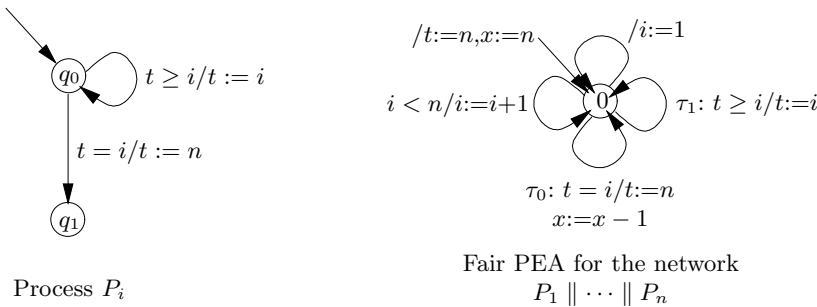 q₀
t ≥ i/t := i
t = i/t := n
q₁
Process Pᵢ
/t:=n,x:=n
/i:=1
i < n/i:=i+1
0
τ₁: t ≥ i/t:=i
τ₀: t = i/t:=n
x:=x − 1
Fair PEA for the network
P₁ ∥ ⋯ ∥ Pₙ